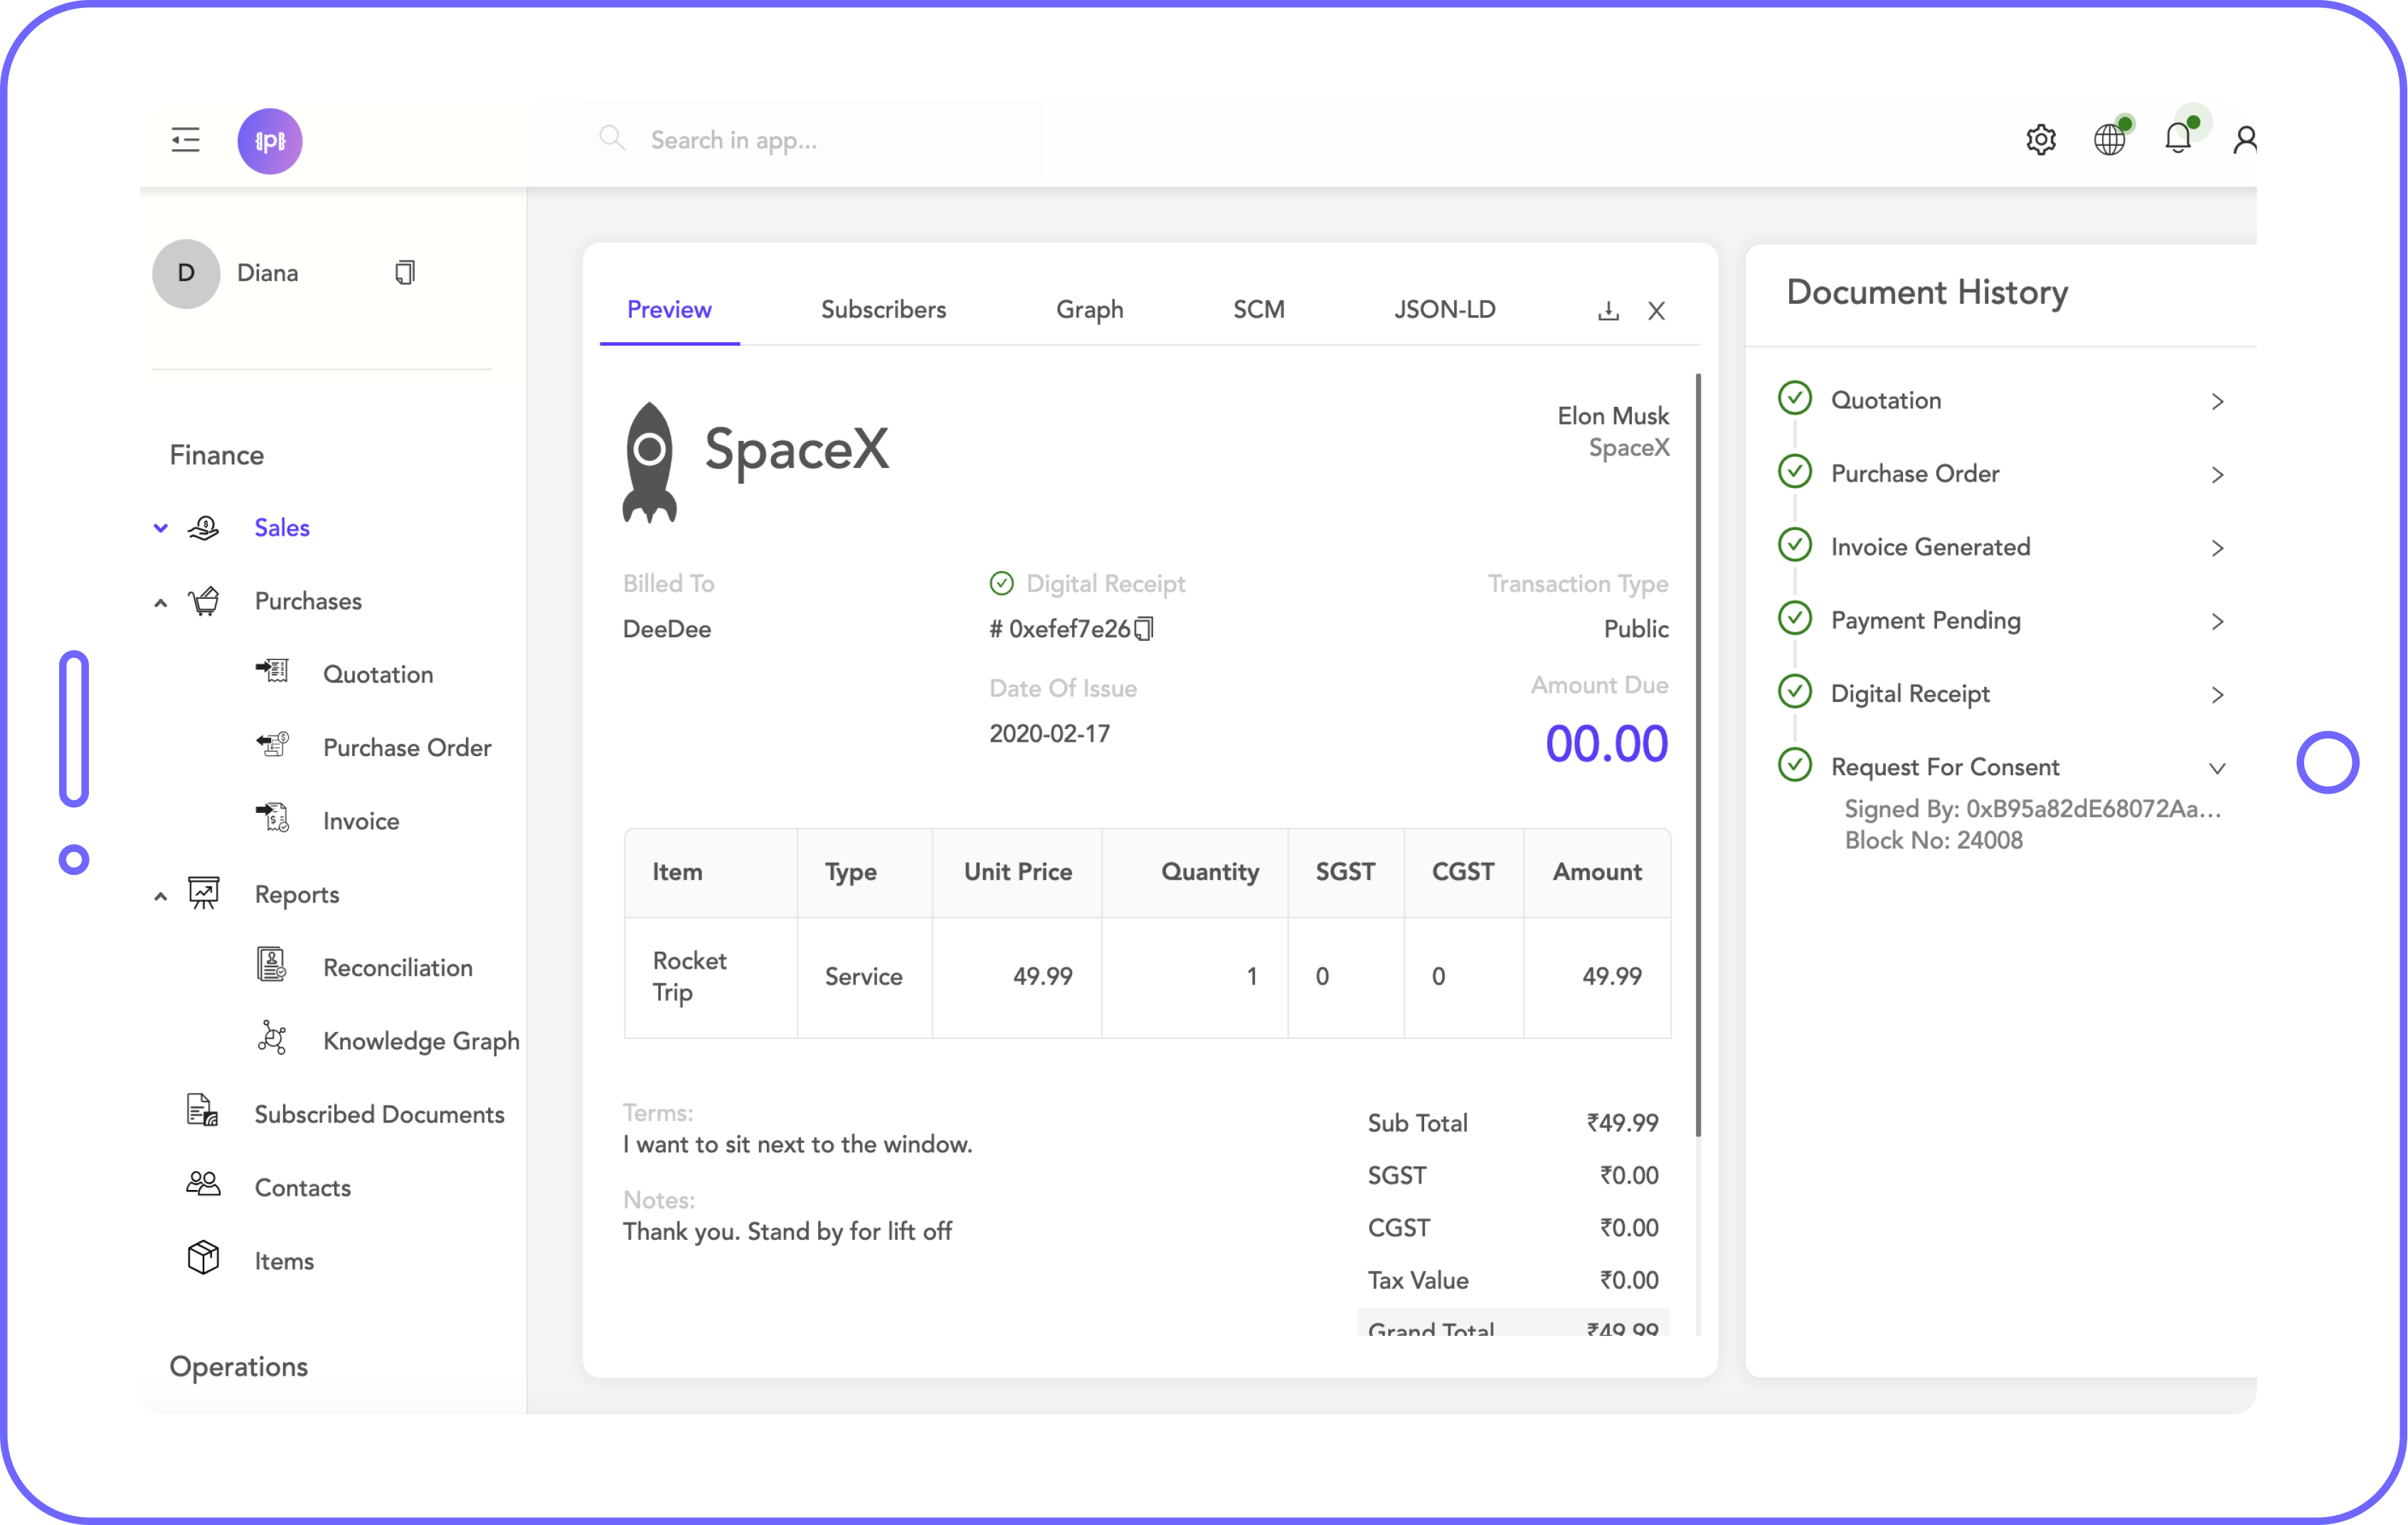 {p}
Search in app...
D
Diana
Finance
Sales
Purchases
Quotation
Purchase Order
Invoice
Reports
Reconciliation
Knowledge Graph
Subscribed Documents
Contacts
Items
Operations
Preview
Subscribers
Graph
SCM
JSON-LD
X
SpaceX
Elon Musk
SpaceX
Billed To
DeeDee
Digital Receipt
# 0xefef7e26
Date Of Issue
2020-02-17
Transaction Type
Public
Amount Due
00.00
Item Type Unit Price Quantity SGST CGST Amount
Rocket
Trip
Service 49.99 1 0 0 49.99
Terms:
I want to sit next to the window.
Notes:
Thank you. Stand by for lift off
Sub Total ₹49.99
SGST ₹0.00
CGST ₹0.00
Tax Value ₹0.00
Grand Total ₹49.99
Document History
Quotation
Purchase Order
Invoice Generated
Payment Pending
Digital Receipt
Request For Consent
Signed By: 0xB95a82dE68072Aa...
Block No: 24008